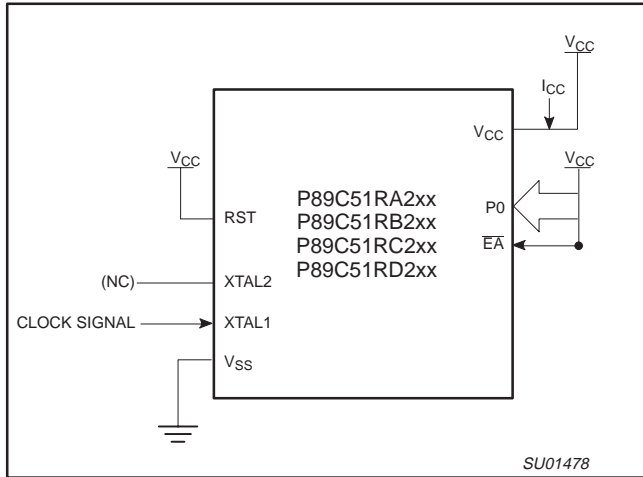 VCC
ICC
VCC
VCC
VCC
P89C51RA2xx
P89C51RB2xx
P89C51RC2xx
P89C51RD2xx
P0
RST
EA
(NC)
XTAL2
CLOCK SIGNAL
XTAL1
VSS
SU01478